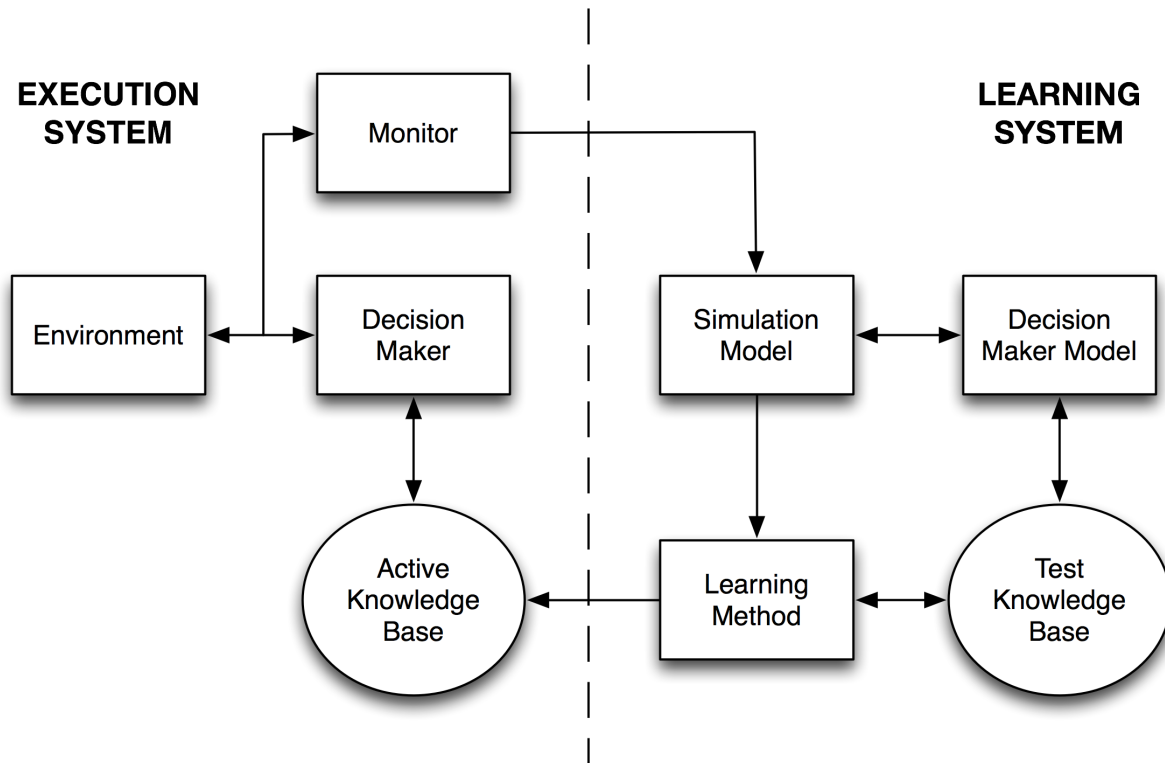 EXECUTION
SYSTEM
LEARNING
SYSTEM
Monitor
Environment
Decision
Maker
Simulation
Model
Decision
Maker Model
Active
Knowledge
Base
Learning
Method
Test
Knowledge
Base